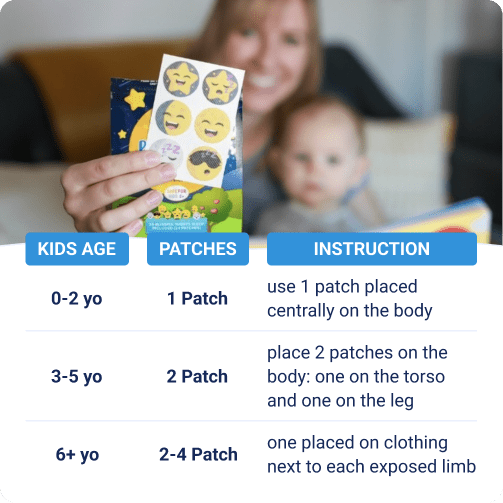 KIDS AGE PATCHES INSTRUCTION
0-2 yo 1 Patch use 1 patch placed
centrally on the body
3-5 yo 2 Patch place 2 patches on the
body: one on the torso
and one on the leg
6+ yo 2-4 Patch one placed on clothing
next to each exposed limb